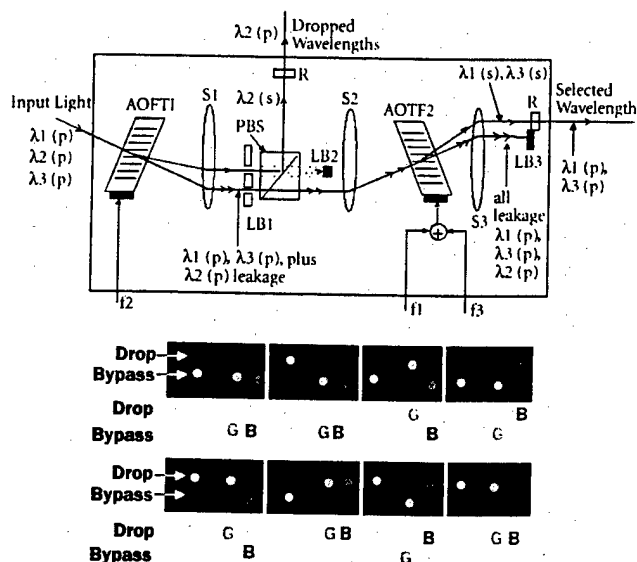 λ2 (p) Dropped Wavelengths
R
λ1 (s), λ3 (s)
Selected Wavelength
Input Light
AOFT1
S1
λ2 (s)
S2
AOTF2
R
PBS
LB2
λ1 (p)
λ2 (p)
λ3 (p)
LB3
λ1 (p), λ3 (p)
LB1
S3
all leakage
λ1 (p), λ3 (p), λ2 (p)
λ1 (p), λ3 (p), plus
λ2 (p) leakage
f2
f1
f3
Drop
Bypass
Drop G B
Bypass G B G B B G
Drop
Bypass
Drop G G B B G B
Bypass B G